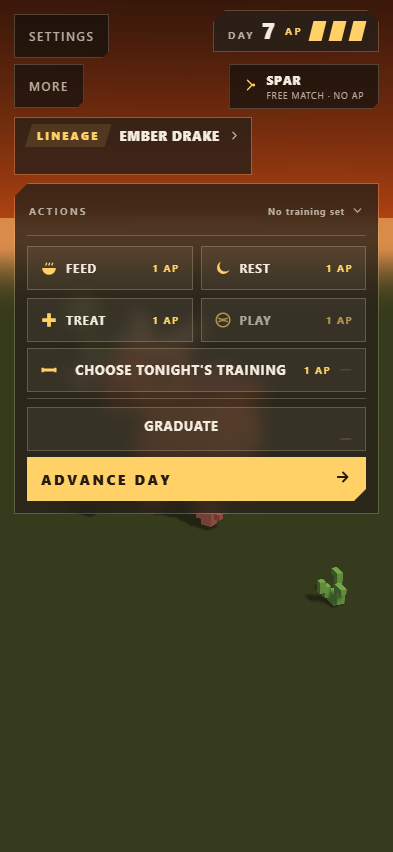 SETTINGS
DAY 7 AP
MORE
SPAR
FREE MATCH · NO AP
LINEAGE EMBER DRAKE
ACTIONS
No training set
FEED 1 AP
REST 1 AP
TREAT 1 AP
PLAY 1 AP
CHOOSE TONIGHT'S TRAINING 1 AP
GRADUATE
ADVANCE DAY